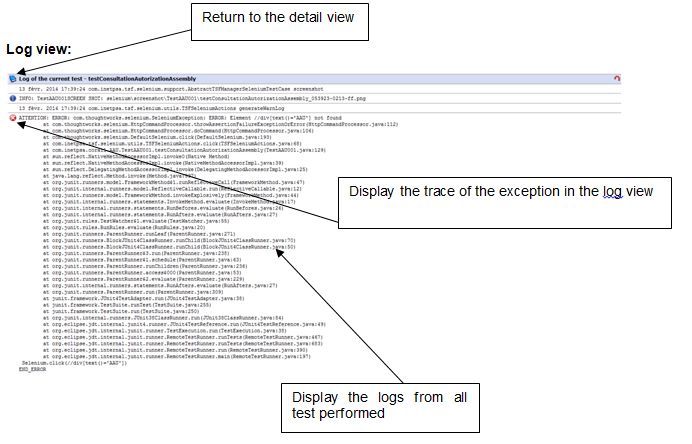 Return to the detail view
Log view:
Log of the current test - testConsultationAutorizationAssembly
13 févr. 2014 17:39:24 com.inetpsa.tsf.selenium.support.AbstractTSFManagerSeleniumTestCase screenshot
INFO: TestAAU001SCREEN SHOT: selenium\screenshot\TestAAU001\testConsultationAutorizationAssembly_053923-0213-ff.png
13 févr. 2014 17:39:24 com.inetpsa.tsf.selenium.utils.TSFSeleniumActions generateWarnLog
ATTENTION: ERROR: com.thoughtworks.selenium.SeleniumException: ERROR: Element //div[text()="AAS"] not found
at com.thoughtworks.selenium.HttpCommandProcessor.throwAssertionFailureExceptionOrError(HttpCommandProcessor.java:112)
at com.thoughtworks.selenium.HttpCommandProcessor.doCommand(HttpCommandProcessor.java:106)
at com.thoughtworks.selenium.DefaultSelenium.click(DefaultSelenium.java:193)
at com.inetpsa.tsf.selenium.utils.TSFSeleniumActions.click(TSFSeleniumActions.java:68)
at com.inetpsa.AAU.TestAAU001.testConsultationAutorizationAssembly(TestAAU001.java:120)
at sun.reflect.NativeMethodAccessorImpl.invoke0(Native Method)
at sun.reflect.NativeMethodAccessorImpl.invoke(NativeMethodAccessorImpl.java:39)
at sun.reflect.DelegatingMethodAccessorImpl.invoke(DelegatingMethodAccessorImpl.java:25)
at java.lang.reflect.Method.invoke(Method.java)
at org.junit.runners.model.FrameworkMethod$1.runReflectiveCall(FrameworkMethod.java:47)
at org.junit.internal.runners.model.ReflectiveCallable.run(ReflectiveCallable.java:12)
at org.junit.runners.model.FrameworkMethod.invokeExplosively(FrameworkMethod.java:44)
at org.junit.internal.runners.statements.InvokeMethod.evaluate(InvokeMethod.java:17)
at org.junit.internal.runners.statements.RunBefores.evaluate(RunBefores.java:26)
at org.junit.internal.runners.statements.RunAfters.evaluate(RunAfters.java:27)
at org.junit.rules.TestWatcher$1.evaluate(TestWatcher.java:55)
at org.junit.rules.RunRules.evaluate(RunRules.java:20)
at org.junit.runners.ParentRunner.runLeaf(ParentRunner.java:271)
at org.junit.runners.BlockJUnit4ClassRunner.runChild(BlockJUnit4ClassRunner.java:70)
at org.junit.runners.BlockJUnit4ClassRunner.runChild(BlockJUnit4ClassRunner.java:50)
at org.junit.runners.ParentRunner$3.run(ParentRunner.java:238)
at org.junit.runners.ParentRunner$1.schedule(ParentRunner.java:63)
at org.junit.runners.ParentRunner.runChildren(ParentRunner.java:236)
at org.junit.runners.ParentRunner.access$000(ParentRunner.java:53)
at org.junit.runners.ParentRunner$2.evaluate(ParentRunner.java:229)
at org.junit.internal.runners.statements.RunAfters.evaluate(RunAfters.java:27)
at org.junit.runners.ParentRunner.run(ParentRunner.java:309)
at junit.framework.JUnit4TestAdapter.run(JUnit4TestAdapter.java:38)
at junit.framework.TestSuite.runTest(TestSuite.java:255)
at junit.framework.TestSuite.run(TestSuite.java:250)
at org.junit.internal.runners.JUnit38ClassRunner.run(JUnit38ClassRunner.java:84)
at org.eclipse.jdt.internal.junit4.runner.JUnit4TestReference.run(JUnit4TestReference.java:49)
at org.eclipse.jdt.internal.junit.runner.TestExecution.run(TestExecution.java:38)
at org.eclipse.jdt.internal.junit.runner.RemoteTestRunner.runTests(RemoteTestRunner.java:467)
at org.eclipse.jdt.internal.junit.runner.RemoteTestRunner.runTests(RemoteTestRunner.java:683)
at org.eclipse.jdt.internal.junit.runner.RemoteTestRunner.run(RemoteTestRunner.java:390)
at org.eclipse.jdt.internal.junit.runner.RemoteTestRunner.main(RemoteTestRunner.java:197)
Selenium.click(//div[text()="AAS"])
END_ERROR
Display the trace of the exception in the log view
Display the logs from all
test performed